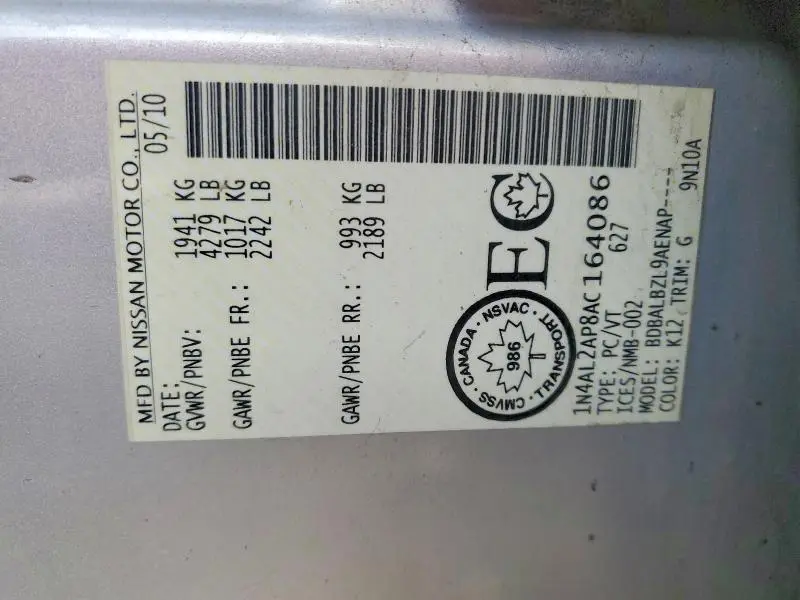 MFD BY NISSAN MOTOR CO., LTD.
DATE: 05/10
GVWR/PNBV: 1941 KG
4279 LB
GAWR/PNBE FR.: 1017 KG
2242 LB
GAWR/PNBE RR.: 993 KG
2189 LB
CANADA · NSVAC · TRANSPORT · CMVSS ·
986
EC
1N4AL2AP8AC164086
TYPE: PC/VT 627
ICES/NMB-002
MODEL: BDBALBZL9AENAP----
COLOR: K12 TRIM: G 9N10A